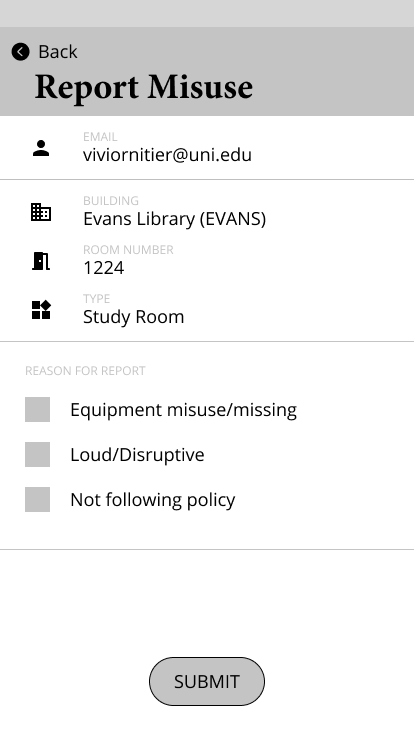 Back
Report Misuse
EMAIL
viviornitier@uni.edu
BUILDING
Evans Library (EVANS)
ROOM NUMBER
1224
TYPE
Study Room
REASON FOR REPORT
Equipment misuse/missing
Loud/Disruptive
Not following policy
SUBMIT